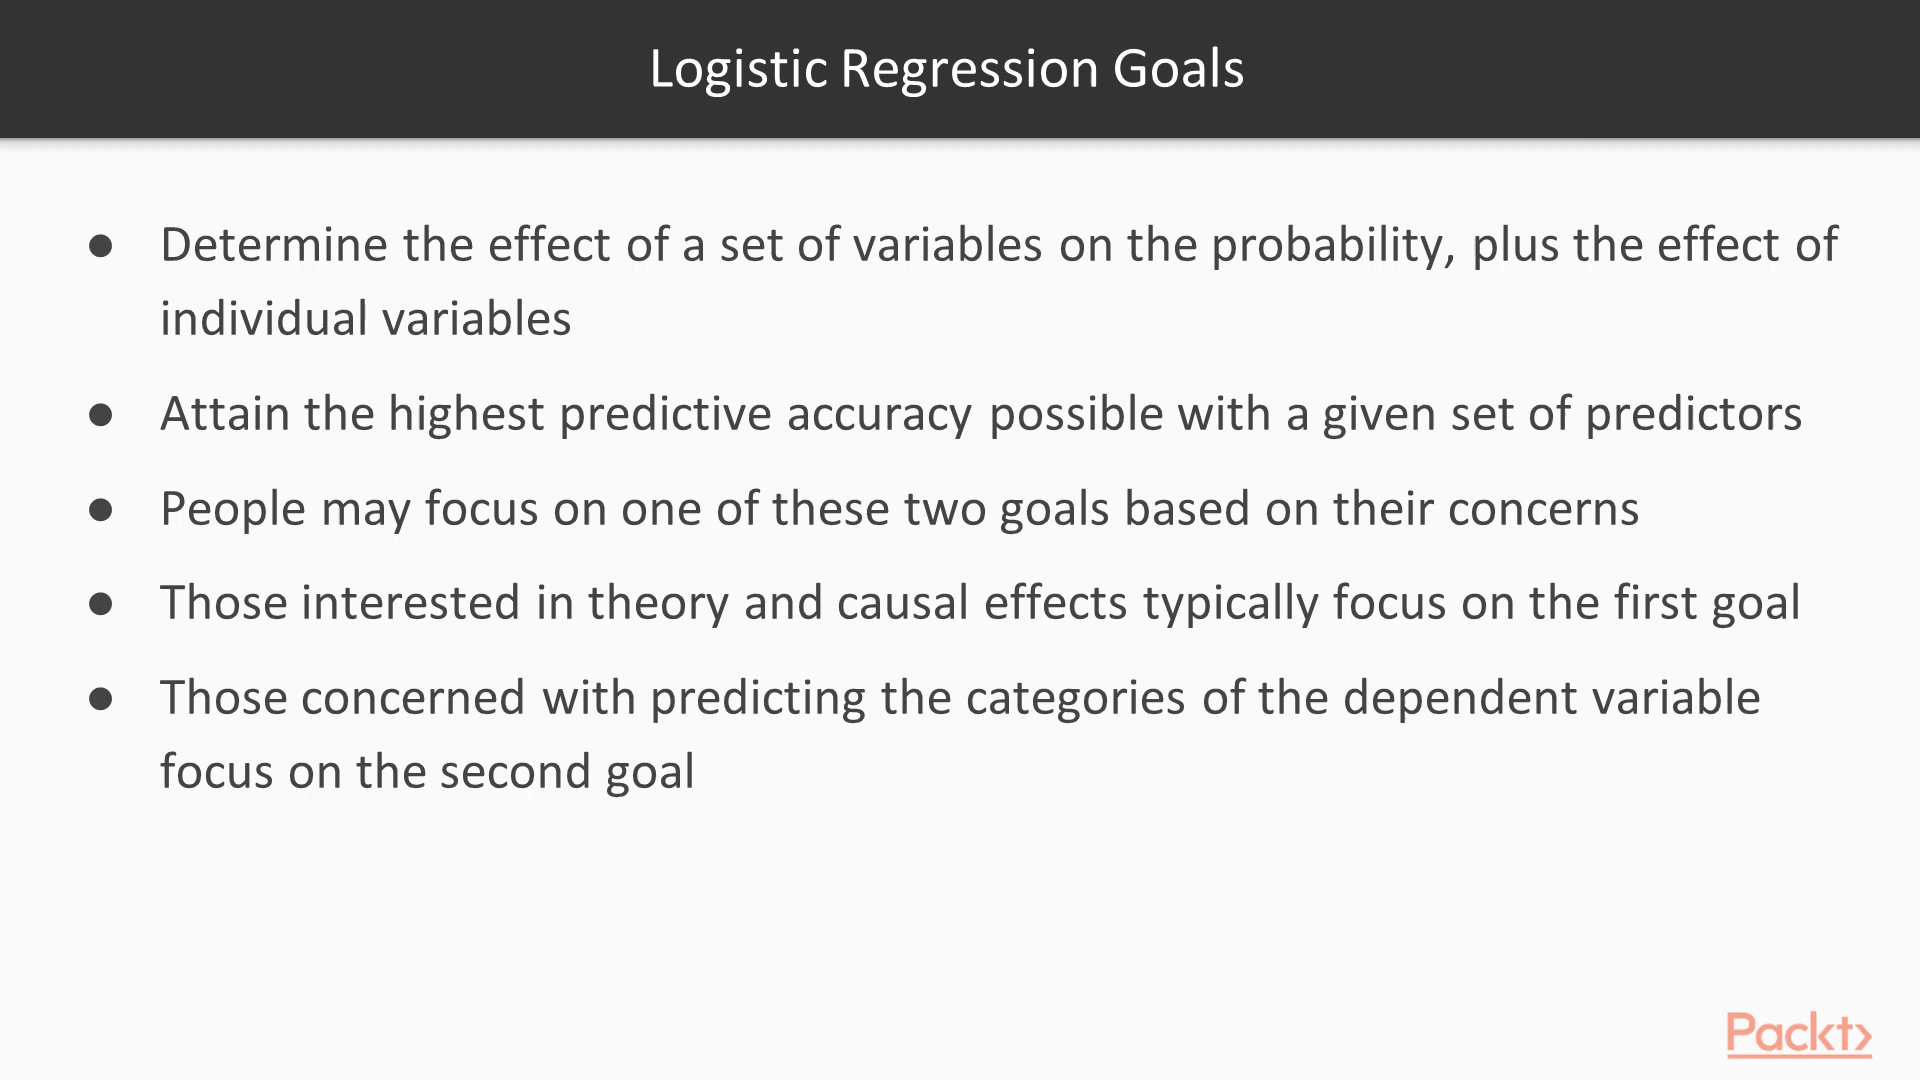 Logistic Regression Goals
● Determine the effect of a set of variables on the probability, plus the effect of
individual variables
● Attain the highest predictive accuracy possible with a given set of predictors
● People may focus on one of these two goals based on their concerns
● Those interested in theory and causal effects typically focus on the first goal
● Those concerned with predicting the categories of the dependent variable
focus on the second goal
Packt>